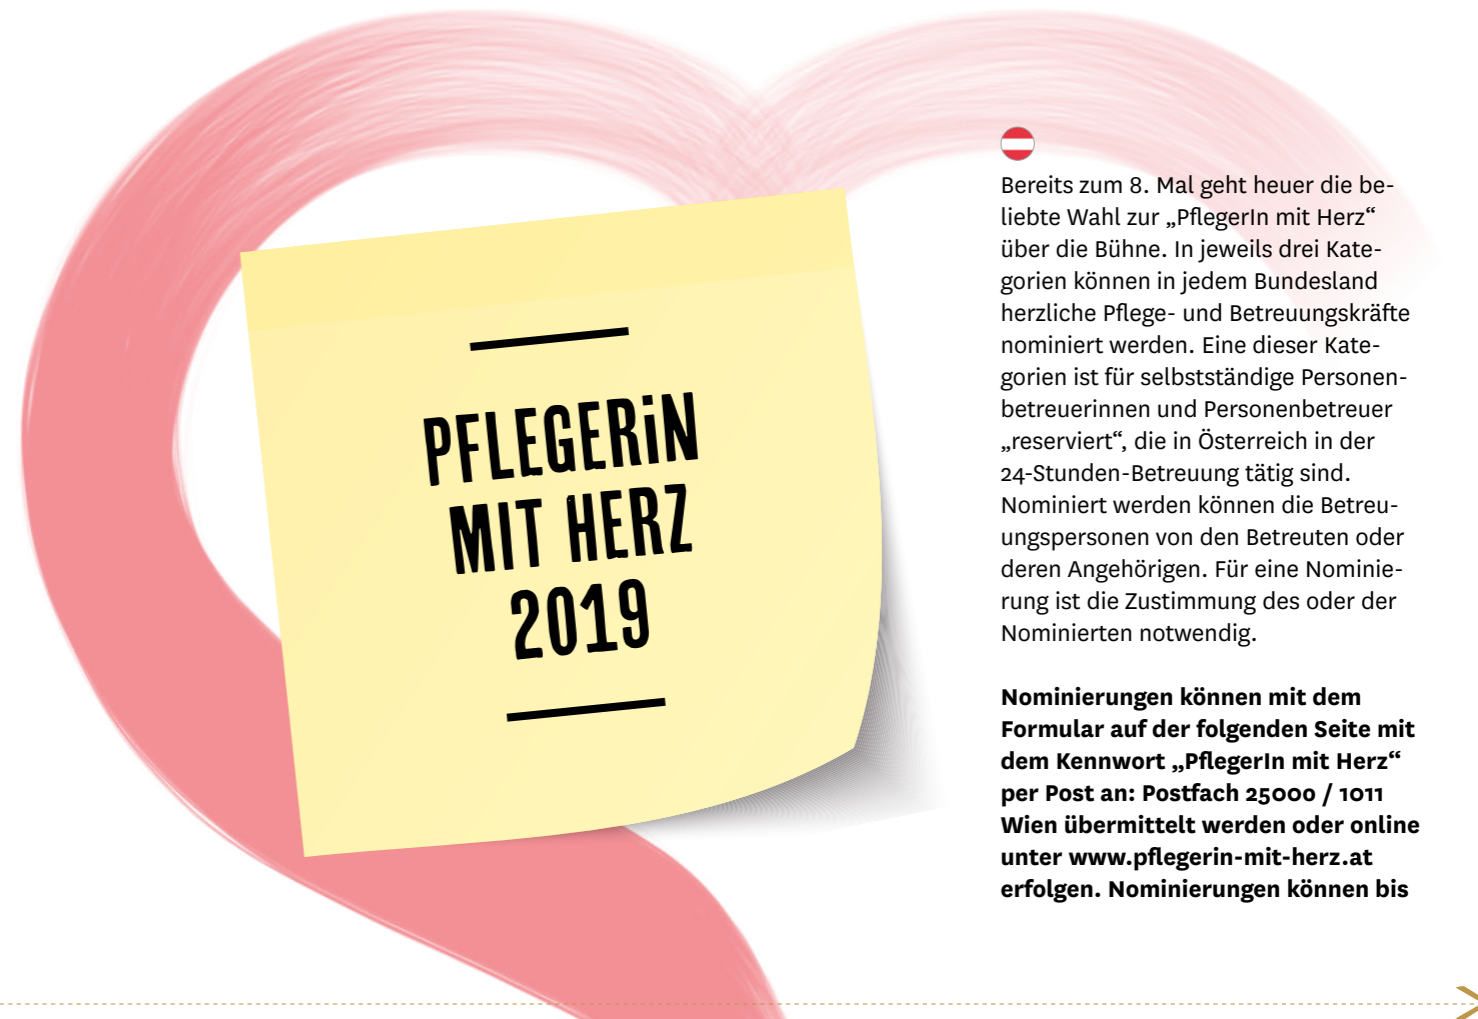 PFLEGERiN
MIT HERZ
2019
Bereits zum 8. Mal geht heuer die be-
liebte Wahl zur „PflegerIn mit Herz“
über die Bühne. In jeweils drei Kate-
gorien können in jedem Bundesland
herzliche Pflege- und Betreuungskräfte
nominiert werden. Eine dieser Kate-
gorien ist für selbstständige Personen-
betreuerinnen und Personenbetreuer
„reserviert“, die in Österreich in der
24-Stunden-Betreuung tätig sind.
Nominiert werden können die Betreu-
ungspersonen von den Betreuten oder
deren Angehörigen. Für eine Nominie-
rung ist die Zustimmung des oder der
Nominierten notwendig.
Nominierungen können mit dem
Formular auf der folgenden Seite mit
dem Kennwort „PflegerIn mit Herz“
per Post an: Postfach 25000 / 1011
Wien übermittelt werden oder online
unter www.pflegerin-mit-herz.at
erfolgen. Nominierungen können bis